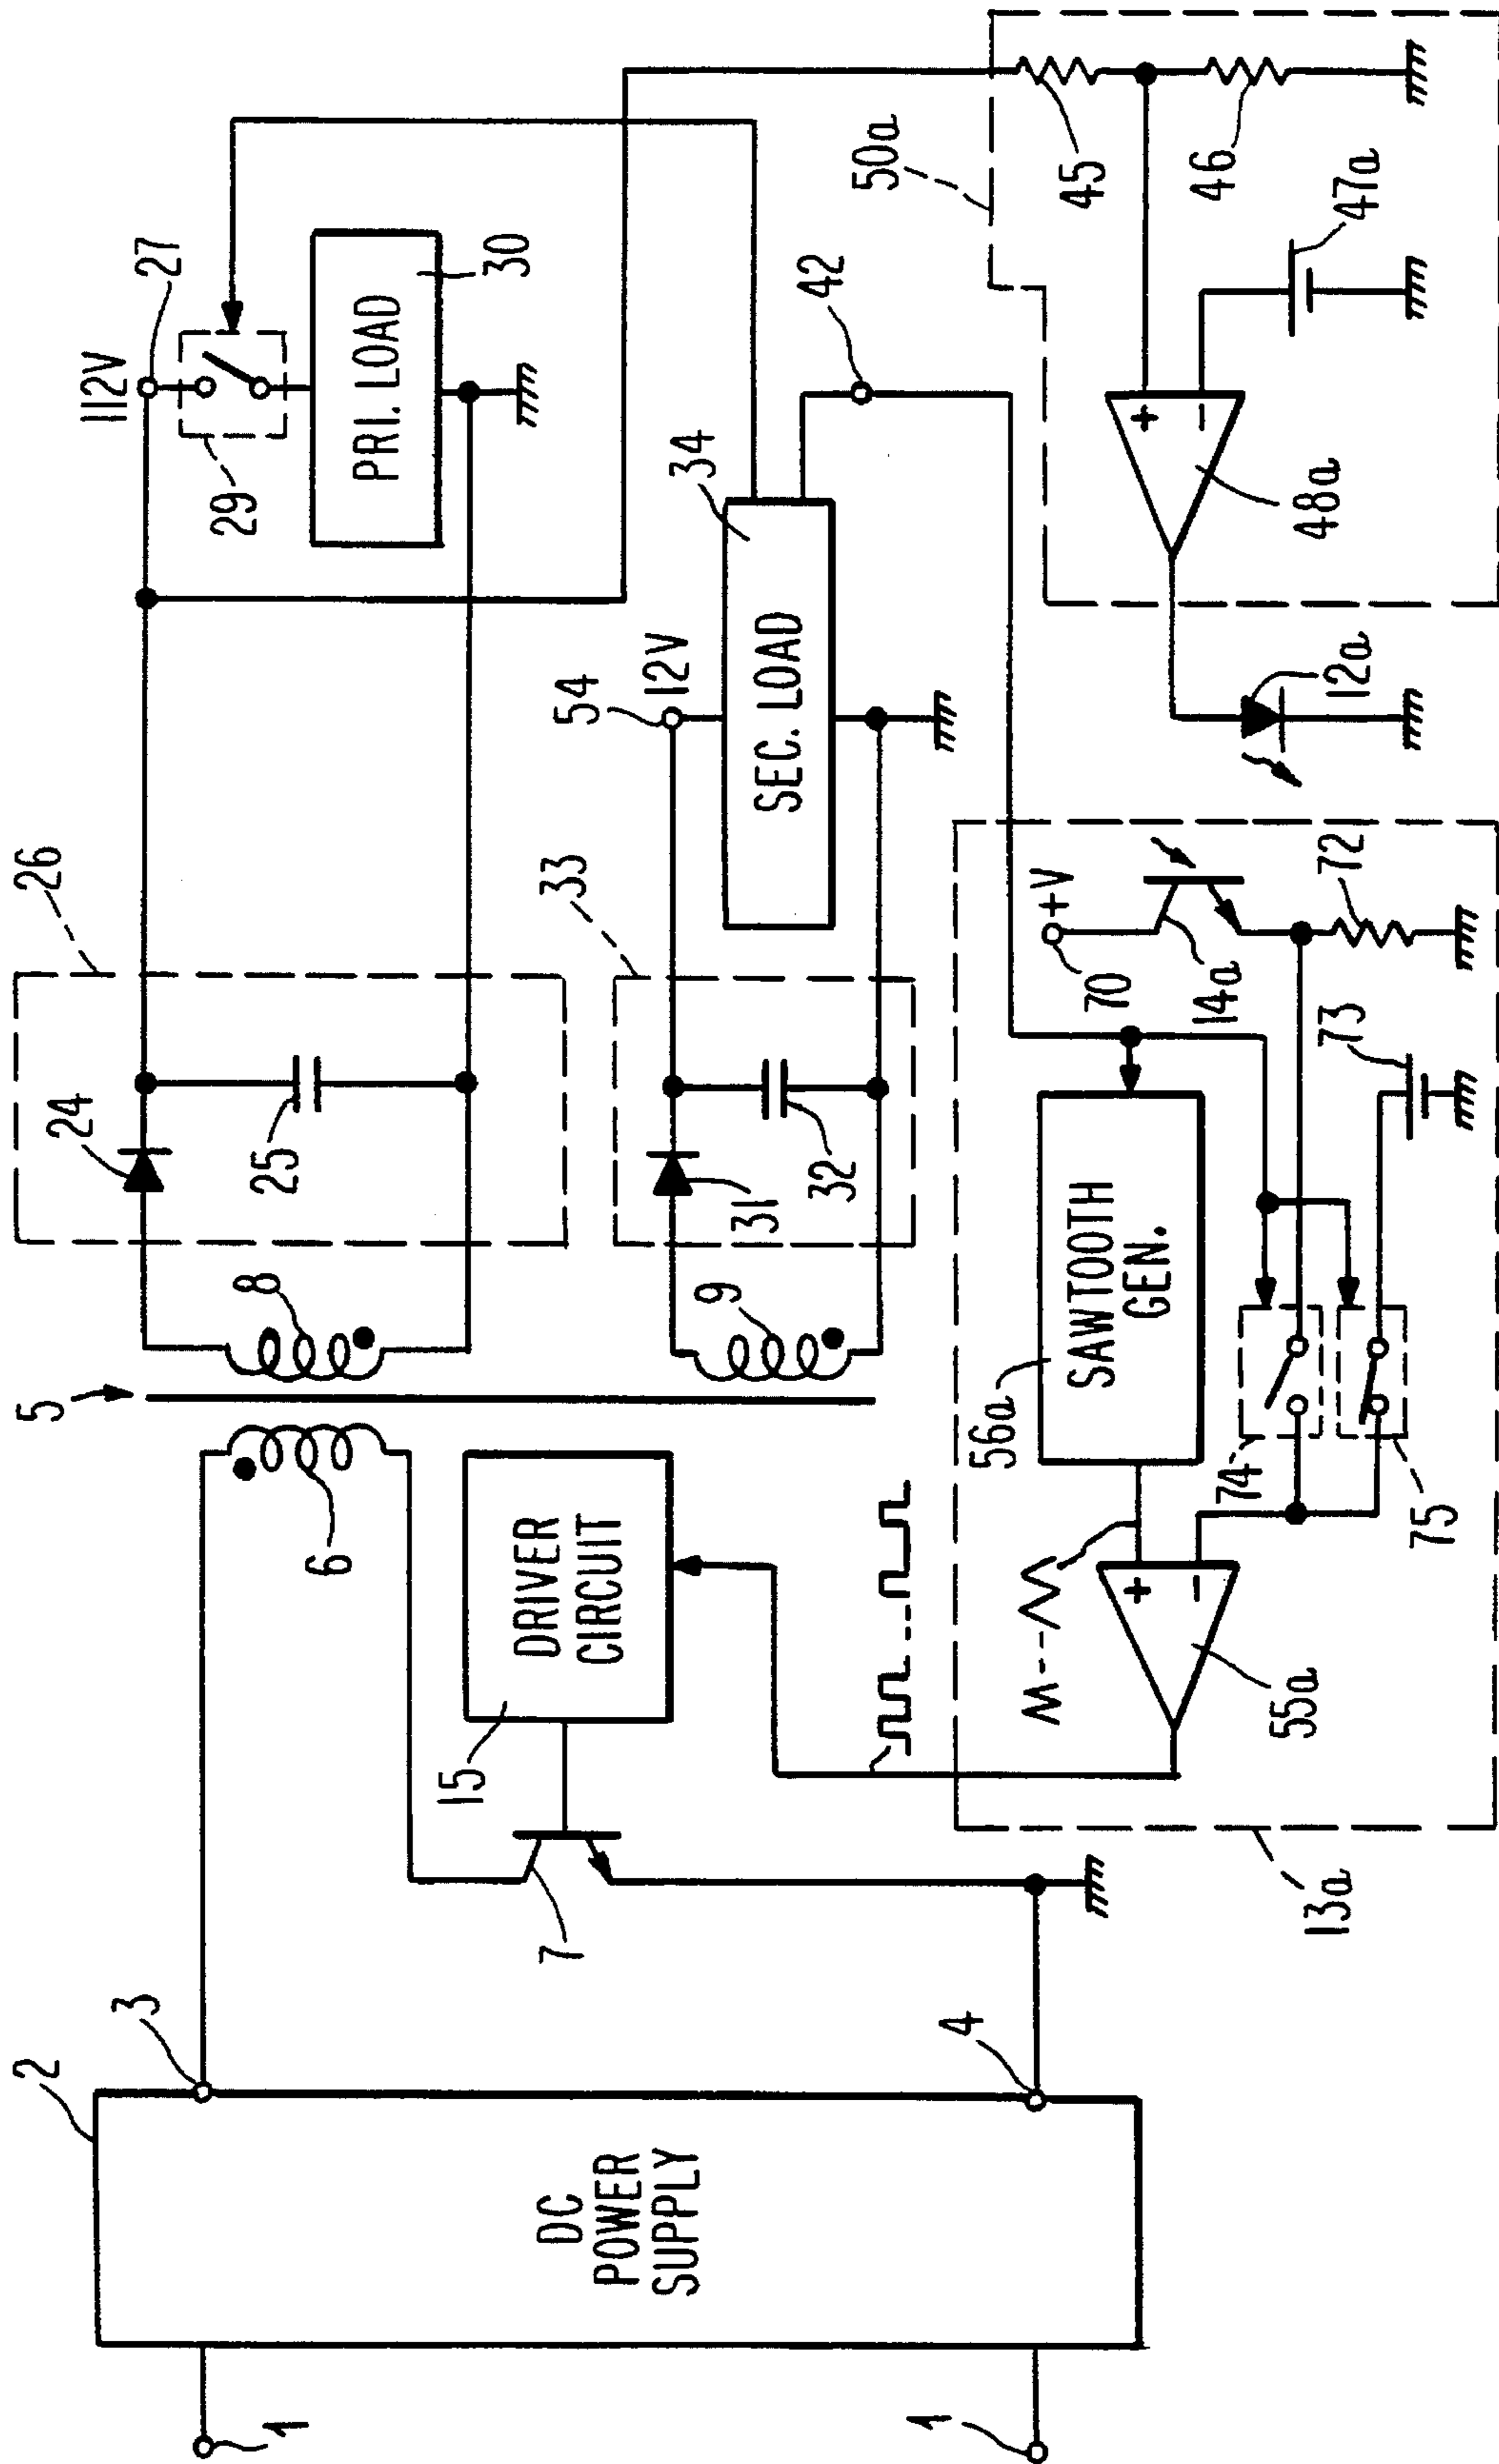 1
1
2
DC
POWER
SUPPLY
3
4
5
6
7
15
DRIVER
CIRCUIT
8
9
24
25
26
31
32
33
112V
27
29
PRI. LOAD
30
54
12V
SEC. LOAD
34
42
13a
55a
+
−
56a
SAWTOOTH
GEN.
74
75
70
+V
14a
72
73
12a
48a
+
−
47a
50a
45
46